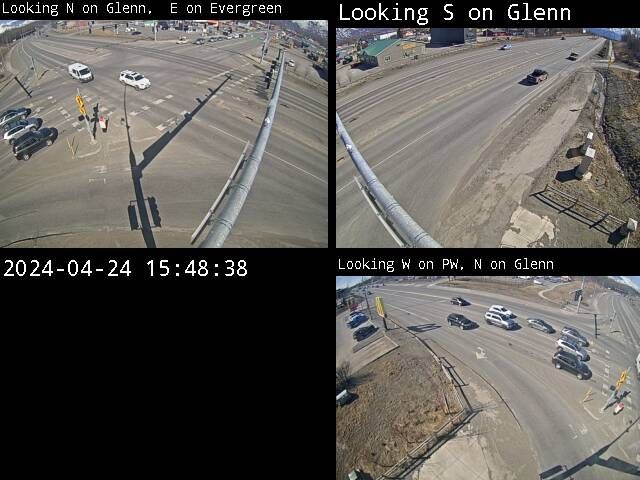 Looking N on Glenn,  E on Evergreen
Looking S on Glenn
2024-04-24 15:48:38
Looking W on PW, N on Glenn